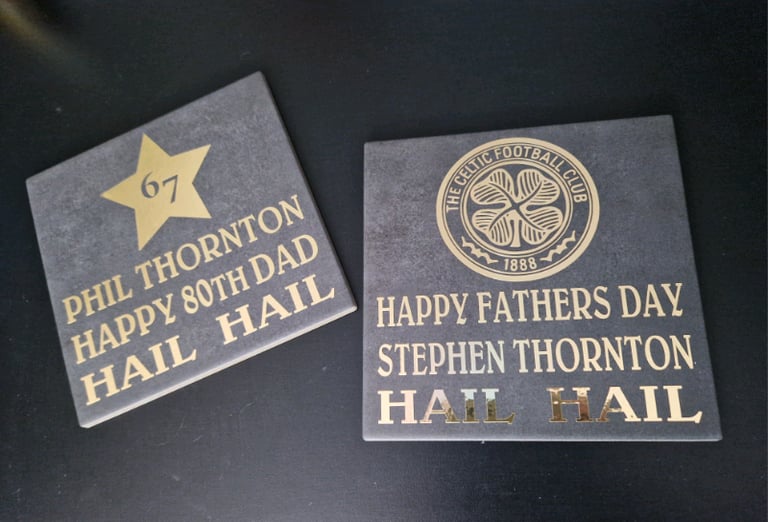 67
PHIL THORNTON
HAPPY 80TH DAD
HAIL HAIL
THE CELTIC FOOTBALL CLUB
1888
HAPPY FATHERS DAY
STEPHEN THORNTON
HAIL HAIL